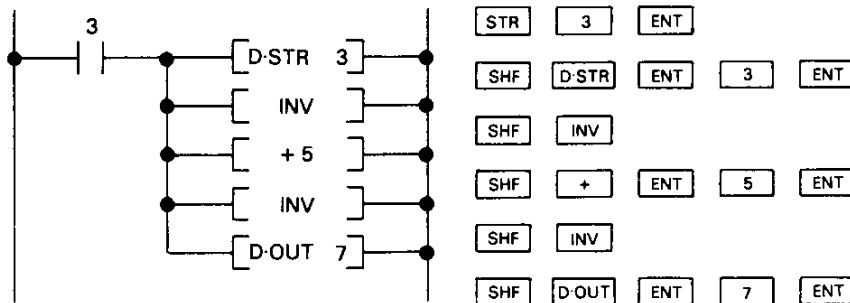 3
D·STR 3
INV
+ 5
INV
D·OUT 7
STR 3 ENT
SHF D·STR ENT 3 ENT
SHF INV
SHF + ENT 5 ENT
SHF INV
SHF D·OUT ENT 7 ENT